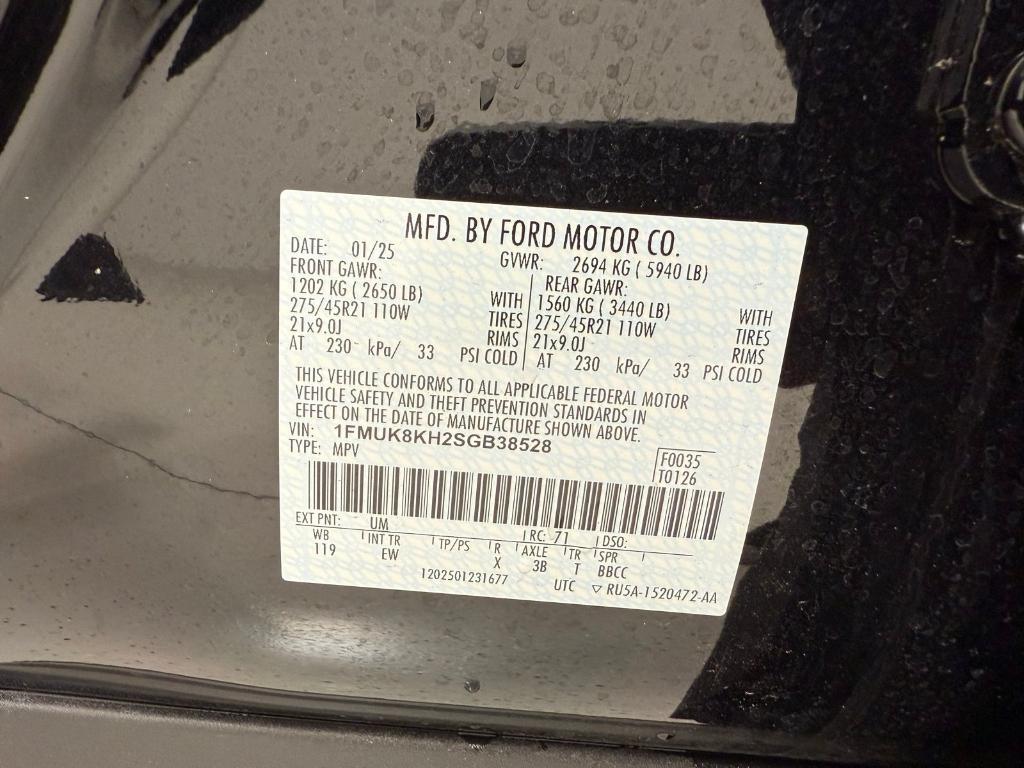 MFD. BY FORD MOTOR CO.
DATE: 01/25 GVWR: 2694 KG ( 5940 LB)
FRONT GAWR: REAR GAWR:
1202 KG ( 2650 LB) WITH 1560 KG ( 3440 LB) WITH
275/45R21 110W TIRES 275/45R21 110W TIRES
21x9.0J RIMS 21x9.0J RIMS
AT 230 kPa/ 33 PSI COLD AT 230 kPa/ 33 PSI COLD
THIS VEHICLE CONFORMS TO ALL APPLICABLE FEDERAL MOTOR
VEHICLE SAFETY AND THEFT PREVENTION STANDARDS IN
EFFECT ON THE DATE OF MANUFACTURE SHOWN ABOVE.
VIN: 1FMUK8KH2SGB38528
TYPE: MPV F0035
T0126
EXT PNT: UM RC: 71 DSO:
WB INT TR TP/PS R AXLE TR SPR
119 EW X 3B T BBCC
1202501231677 UTC ▽ RU5A-1520472-AA